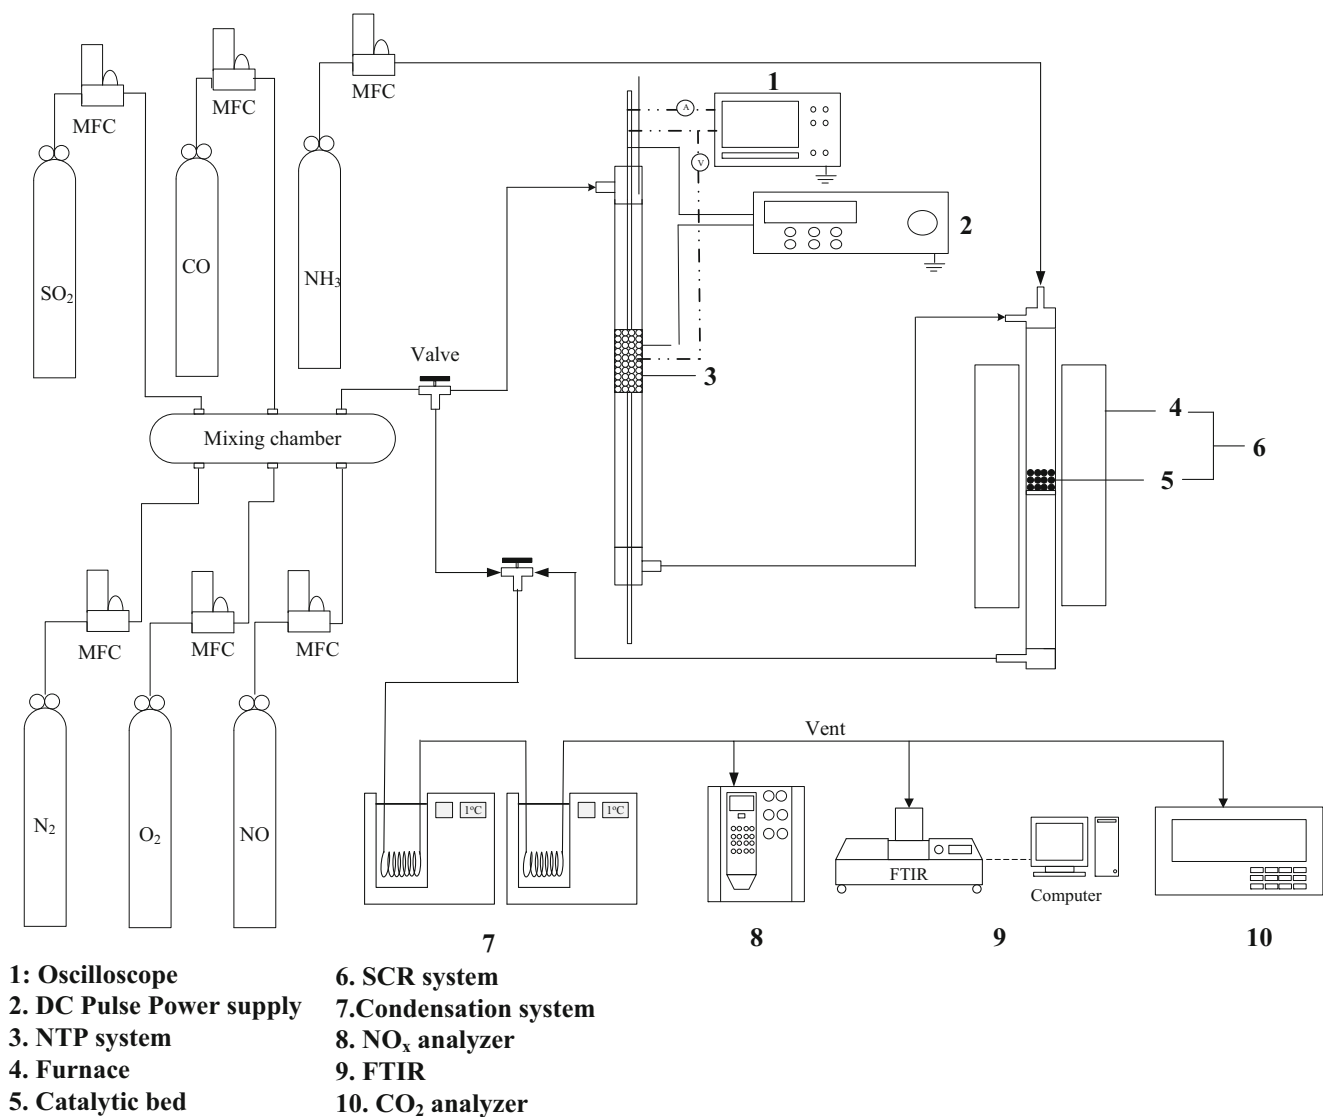 MFC
MFC
MFC
1
A
V
2
SO2
CO
NH3
Valve
3
4
6
5
Mixing chamber
MFC
MFC
MFC
Vent
N2
O2
NO
1°C
1°C
FTIR
Computer
7
8
9
10
1: Oscilloscope
2. DC Pulse Power supply
3. NTP system
4. Furnace
5. Catalytic bed
6. SCR system
7.Condensation system
8. NOx analyzer
9. FTIR
10. CO2 analyzer